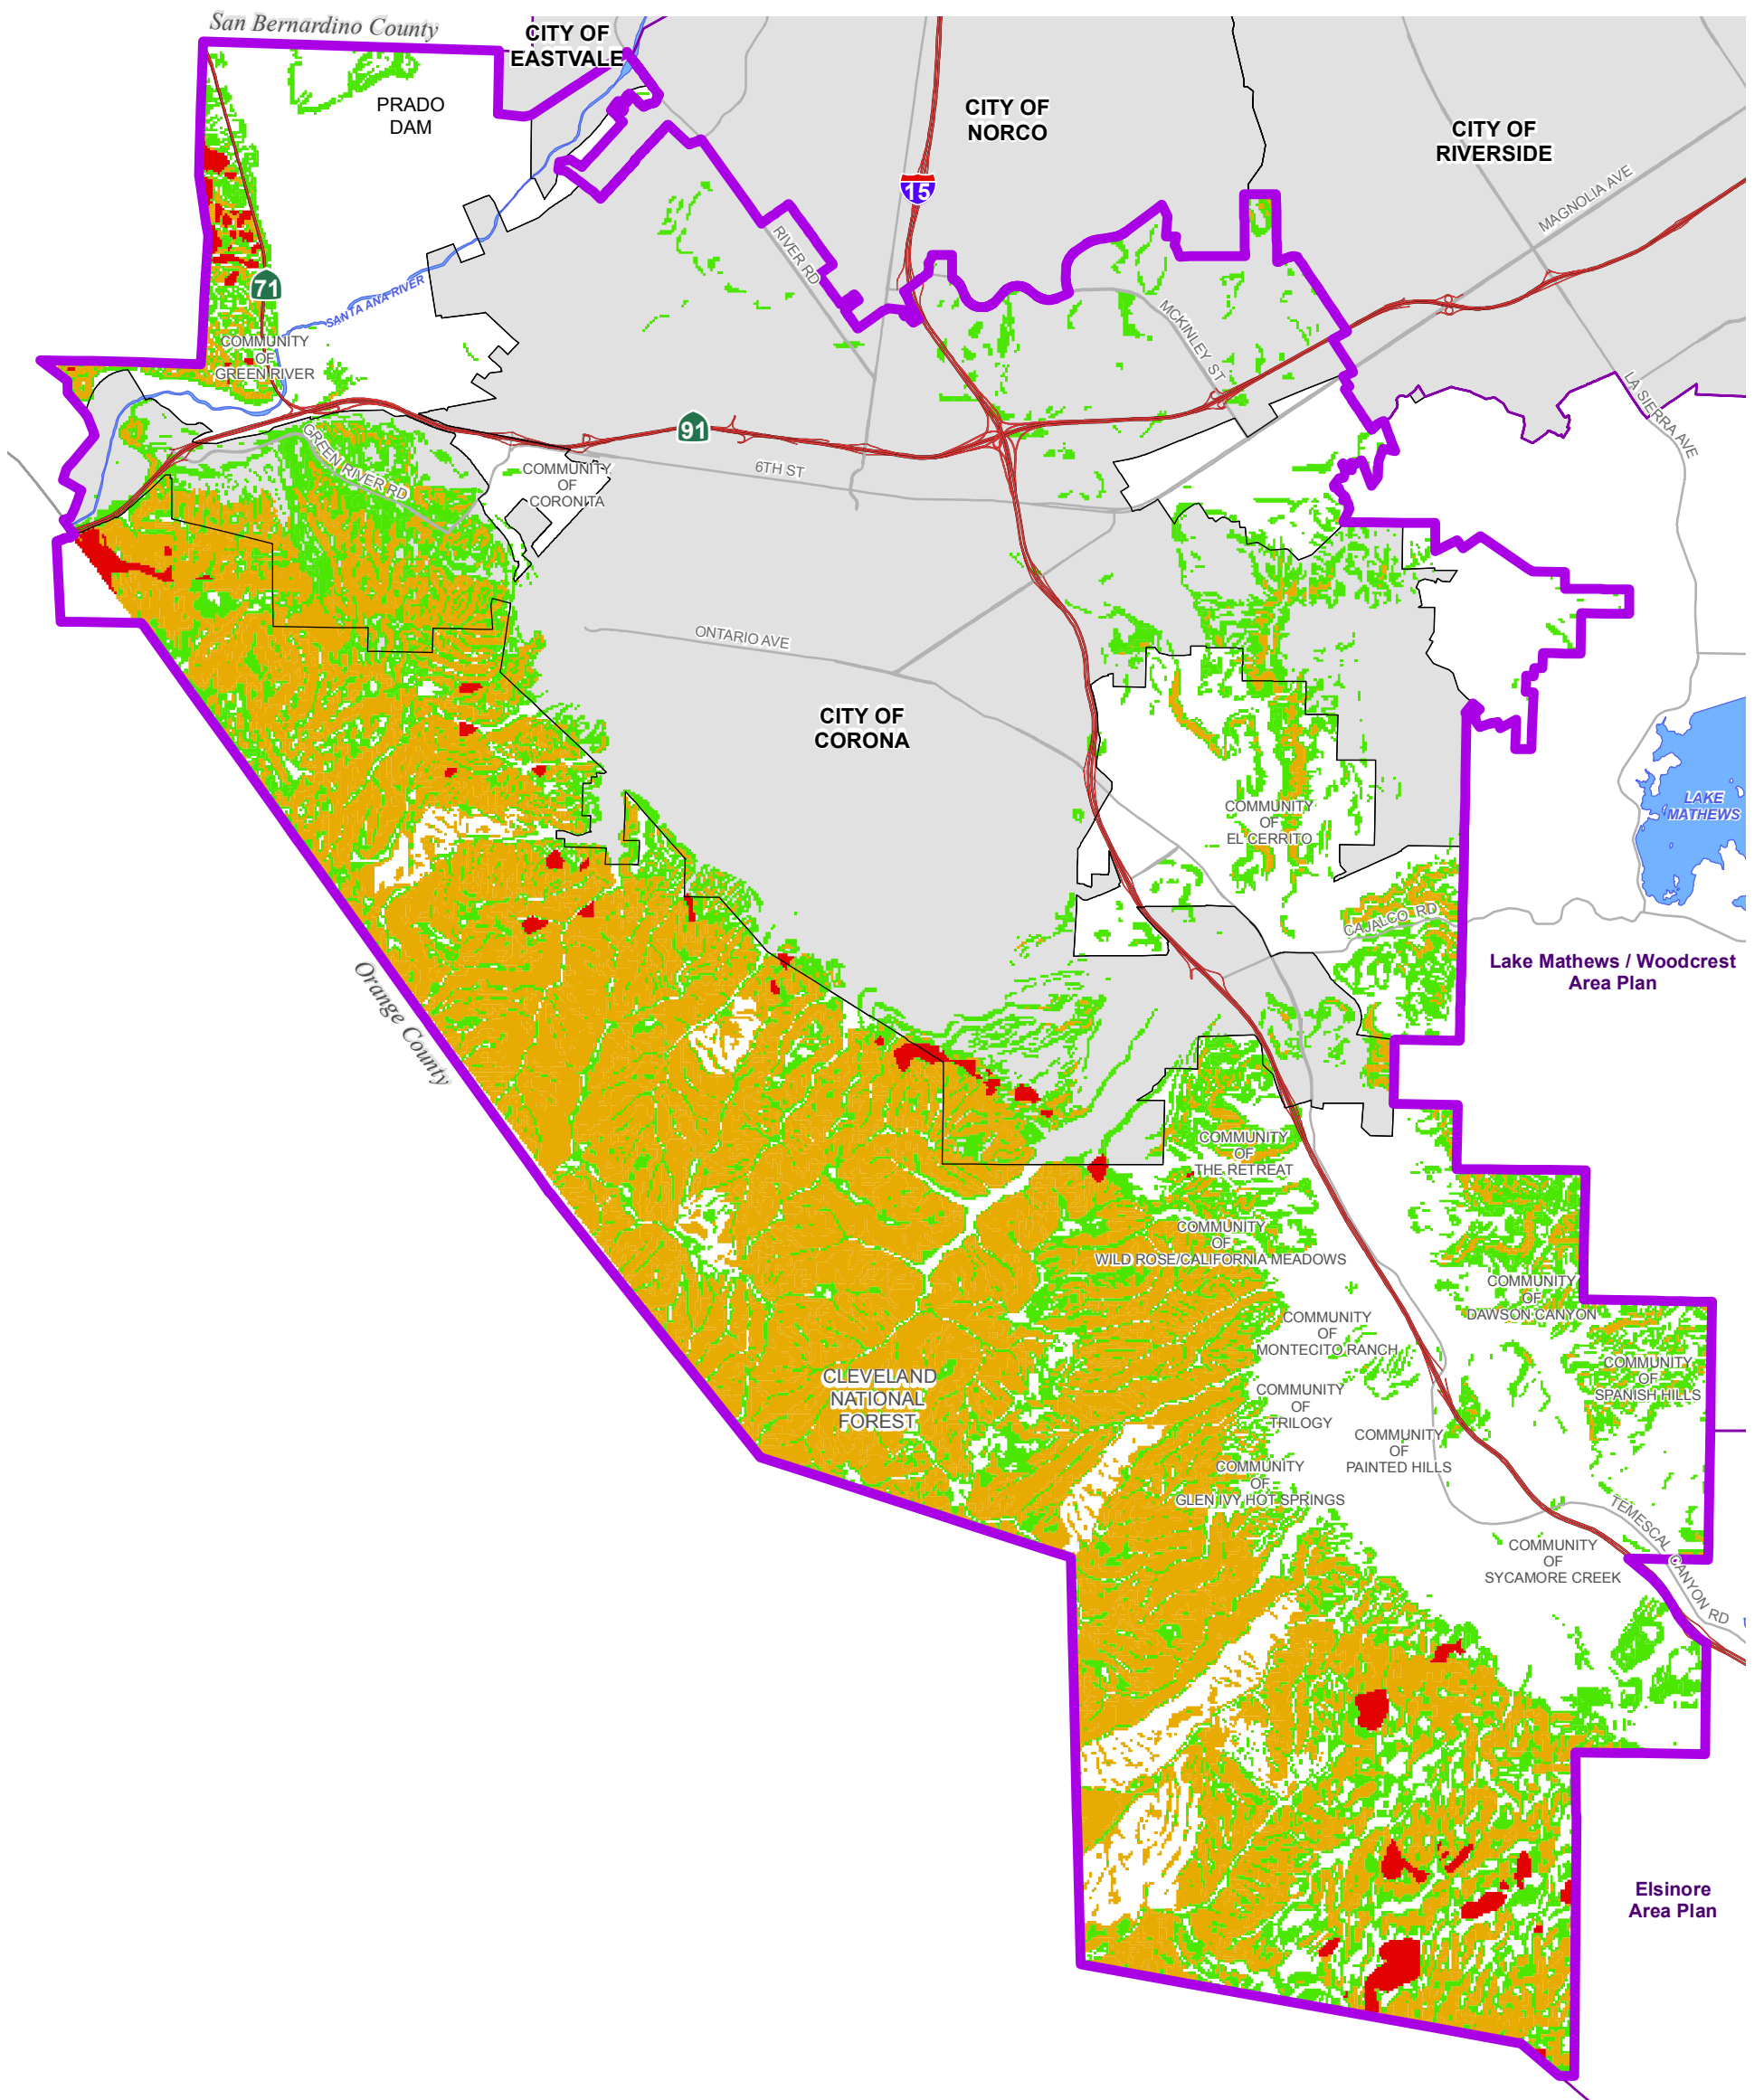 San Bernardino County
CITY OF
EASTVALE
PRADO
DAM
CITY OF
NORCO
CITY OF
RIVERSIDE
MAGNOLIA AVE
15
RIVER RD
71
SANTA ANA RIVER
MCKINLEY ST
COMMUNITY
OF
GREEN RIVER
LA SIERRA AVE
91
GREEN RIVER RD
6TH ST
COMMUNITY
OF
CORONITA
ONTARIO AVE
CITY OF
CORONA
LAKE
MATHEWS
COMMUNITY
OF
EL CERRITO
CAJALCO RD
Lake Mathews / Woodcrest
Area Plan
Orange County
COMMUNITY
OF
THE RETREAT
COMMUNITY
OF
WILD ROSE/CALIFORNIA MEADOWS
COMMUNITY
OF
DAWSON CANYON
COMMUNITY
OF
MONTECITO RANCH
COMMUNITY
OF
SPANISH HILLS
CLEVELAND
NATIONAL
FOREST
COMMUNITY
OF
TRILOGY
COMMUNITY
OF
PAINTED HILLS
COMMUNITY
OF
GLEN IVY HOT SPRINGS
TEMESCAL CANYON RD
COMMUNITY
OF
SYCAMORE CREEK
Elsinore
Area Plan